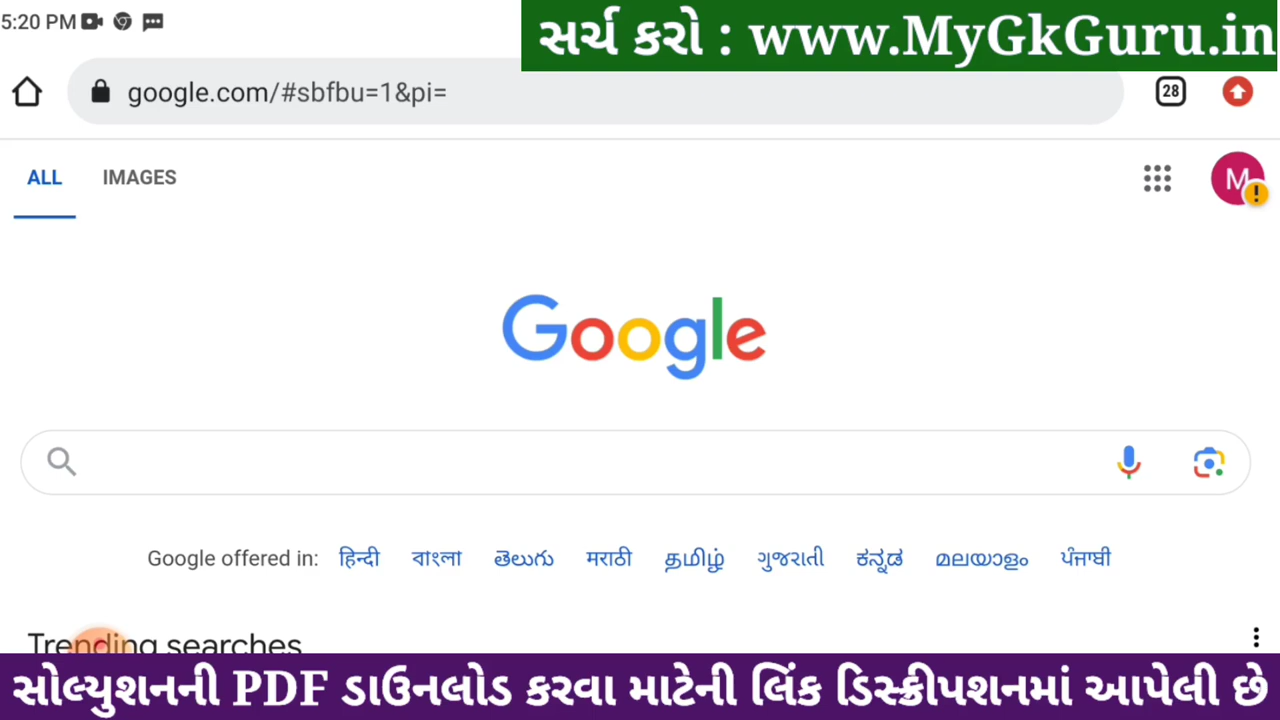 5:20 PM
સર્ચ કરો : www.MyGkGuru.in
google.com/#sbfbu=1&pi=
28
ALL IMAGES
M
Google
Google offered in: हिन्दी বাংলা తెలుగు मराठी தமிழ் ગુજરાતી ಕನ್ನಡ മലയാളം ਪੰਜਾਬੀ
Trending searches
સોલ્યુશનની PDF ડાઉનલોડ કરવા માટેની લિંક ડિસ્ક્રીપશનમાં આપેલી છે